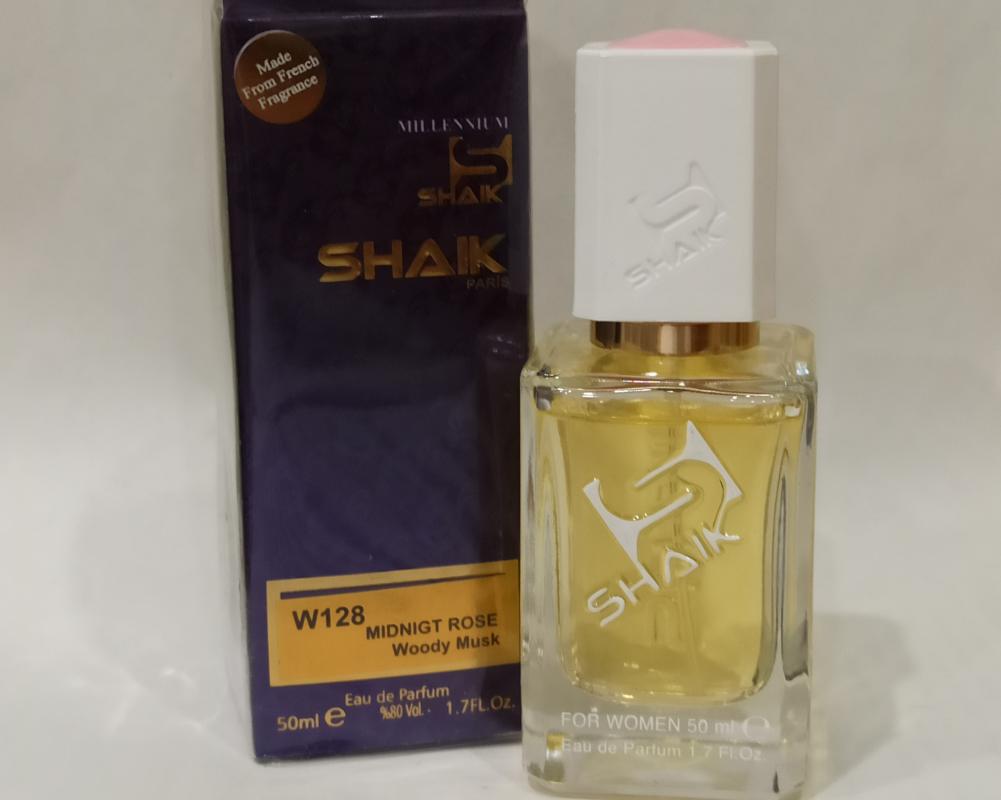 Made
From French
Fragrance
MILLENNIUM
SHAIK
SHAIK
PARIS
W128
MIDNIGT ROSE
Woody Musk
Eau de Parfum
50ml e %80 Vol. · 1.7FL.Oz.
SHAIK
SHAIK
FOR WOMEN 50 ml e
Eau de Parfum 1.7 Fl.Oz.